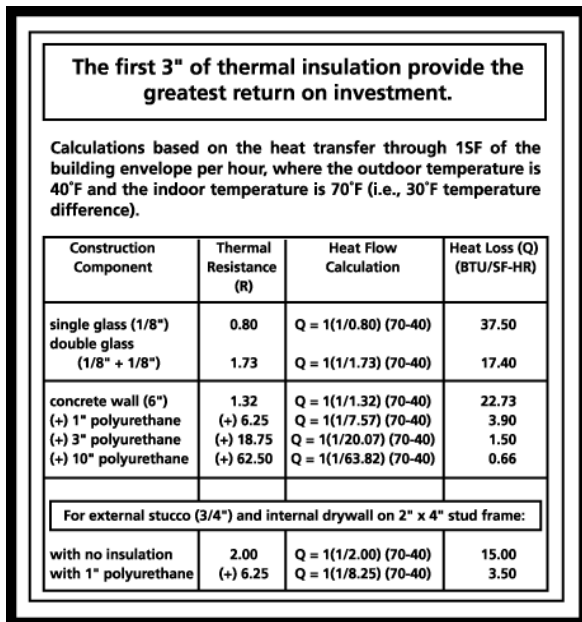 The first 3" of thermal insulation provide the
greatest return on investment.
Calculations based on the heat transfer through 1SF of the
building envelope per hour, where the outdoor temperature is
40˚F and the indoor temperature is 70˚F (i.e., 30˚F temperature
difference).
Construction Thermal Heat Flow Heat Loss (Q)
Component Resistance Calculation (BTU/SF-HR)
(R)
single glass (1/8") 0.80 Q = 1(1/0.80) (70-40) 37.50
double glass
(1/8" + 1/8") 1.73 Q = 1(1/1.73) (70-40) 17.40
concrete wall (6") 1.32 Q = 1(1/1.32) (70-40) 22.73
(+) 1" polyurethane (+) 6.25 Q = 1(1/7.57) (70-40) 3.90
(+) 3" polyurethane (+) 18.75 Q = 1(1/20.07) (70-40) 1.50
(+) 10" polyurethane (+) 62.50 Q = 1(1/63.82) (70-40) 0.66
For external stucco (3/4") and internal drywall on 2" x 4" stud frame:
with no insulation 2.00 Q = 1(1/2.00) (70-40) 15.00
with 1" polyurethane (+) 6.25 Q = 1(1/8.25) (70-40) 3.50